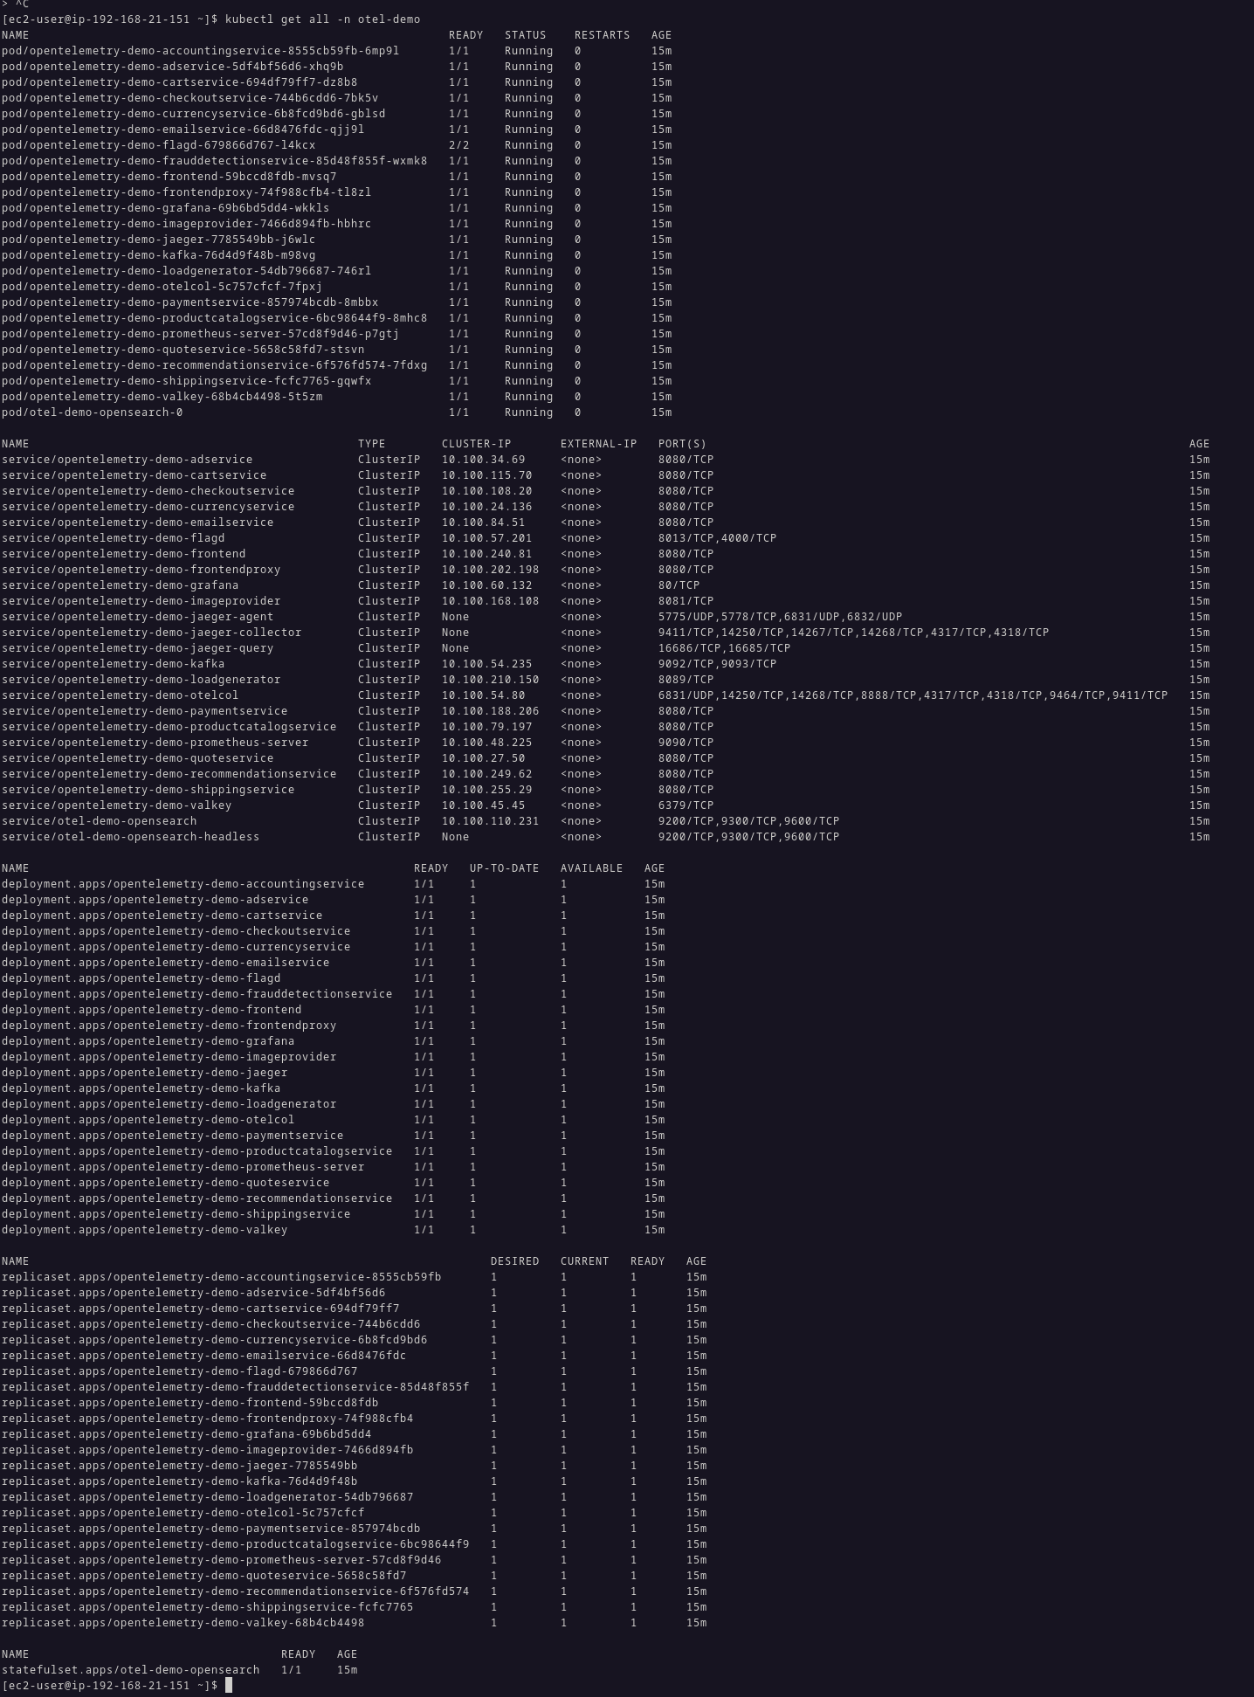 > ^C
[ec2-user@ip-192-168-21-151 ~]$ kubectl get all -n otel-demo
NAME READY STATUS RESTARTS AGE
pod/opentelemetry-demo-accountingservice-8555cb59fb-6mp9l 1/1 Running 0 15m
pod/opentelemetry-demo-adservice-5df4bf56d6-xhq9b 1/1 Running 0 15m
pod/opentelemetry-demo-cartservice-694df79ff7-dz8b8 1/1 Running 0 15m
pod/opentelemetry-demo-checkoutservice-744b6cdd6-7bk5v 1/1 Running 0 15m
pod/opentelemetry-demo-currencyservice-6b8fcd9bd6-gblsd 1/1 Running 0 15m
pod/opentelemetry-demo-emailservice-66d8476fdc-qjj9l 1/1 Running 0 15m
pod/opentelemetry-demo-flagd-679866d767-l4kcx 2/2 Running 0 15m
pod/opentelemetry-demo-frauddetectionservice-85d48f855f-wxmk8 1/1 Running 0 15m
pod/opentelemetry-demo-frontend-59bccd8fdb-mvsq7 1/1 Running 0 15m
pod/opentelemetry-demo-frontendproxy-74f988cfb4-tl8zl 1/1 Running 0 15m
pod/opentelemetry-demo-grafana-69b6bd5dd4-wkkls 1/1 Running 0 15m
pod/opentelemetry-demo-imageprovider-7466d894fb-hbhrc 1/1 Running 0 15m
pod/opentelemetry-demo-jaeger-7785549bb-j6wlc 1/1 Running 0 15m
pod/opentelemetry-demo-kafka-76d4d9f48b-m98vg 1/1 Running 0 15m
pod/opentelemetry-demo-loadgenerator-54db796687-746rl 1/1 Running 0 15m
pod/opentelemetry-demo-otelcol-5c757cfcf-7fpxj 1/1 Running 0 15m
pod/opentelemetry-demo-paymentservice-857974bcdb-8mbbx 1/1 Running 0 15m
pod/opentelemetry-demo-productcatalogservice-6bc98644f9-8mhc8 1/1 Running 0 15m
pod/opentelemetry-demo-prometheus-server-57cd8f9d46-p7gtj 1/1 Running 0 15m
pod/opentelemetry-demo-quoteservice-5658c58fd7-stsvn 1/1 Running 0 15m
pod/opentelemetry-demo-recommendationservice-6f576fd574-7fdxg 1/1 Running 0 15m
pod/opentelemetry-demo-shippingservice-fcfc7765-gqwfx 1/1 Running 0 15m
pod/opentelemetry-demo-valkey-68b4cb4498-5t5zm 1/1 Running 0 15m
pod/otel-demo-opensearch-0 1/1 Running 0 15m
NAME TYPE CLUSTER-IP EXTERNAL-IP PORT(S) AGE
service/opentelemetry-demo-adservice ClusterIP 10.100.34.69 <none> 8080/TCP 15m
service/opentelemetry-demo-cartservice ClusterIP 10.100.115.70 <none> 8080/TCP 15m
service/opentelemetry-demo-checkoutservice ClusterIP 10.100.108.20 <none> 8080/TCP 15m
service/opentelemetry-demo-currencyservice ClusterIP 10.100.24.136 <none> 8080/TCP 15m
service/opentelemetry-demo-emailservice ClusterIP 10.100.84.51 <none> 8080/TCP 15m
service/opentelemetry-demo-flagd ClusterIP 10.100.57.201 <none> 8013/TCP,4000/TCP 15m
service/opentelemetry-demo-frontend ClusterIP 10.100.240.81 <none> 8080/TCP 15m
service/opentelemetry-demo-frontendproxy ClusterIP 10.100.202.198 <none> 8080/TCP 15m
service/opentelemetry-demo-grafana ClusterIP 10.100.60.132 <none> 80/TCP 15m
service/opentelemetry-demo-imageprovider ClusterIP 10.100.168.108 <none> 8081/TCP 15m
service/opentelemetry-demo-jaeger-agent ClusterIP None <none> 5775/UDP,5778/TCP,6831/UDP,6832/UDP 15m
service/opentelemetry-demo-jaeger-collector ClusterIP None <none> 9411/TCP,14250/TCP,14267/TCP,14268/TCP,4317/TCP,4318/TCP 15m
service/opentelemetry-demo-jaeger-query ClusterIP None <none> 16686/TCP,16685/TCP 15m
service/opentelemetry-demo-kafka ClusterIP 10.100.54.235 <none> 9092/TCP,9093/TCP 15m
service/opentelemetry-demo-loadgenerator ClusterIP 10.100.210.150 <none> 8089/TCP 15m
service/opentelemetry-demo-otelcol ClusterIP 10.100.54.80 <none> 6831/UDP,14250/TCP,14268/TCP,8888/TCP,4317/TCP,4318/TCP,9464/TCP,9411/TCP 15m
service/opentelemetry-demo-paymentservice ClusterIP 10.100.188.206 <none> 8080/TCP 15m
service/opentelemetry-demo-productcatalogservice ClusterIP 10.100.79.197 <none> 8080/TCP 15m
service/opentelemetry-demo-prometheus-server ClusterIP 10.100.48.225 <none> 9090/TCP 15m
service/opentelemetry-demo-quoteservice ClusterIP 10.100.27.50 <none> 8080/TCP 15m
service/opentelemetry-demo-recommendationservice ClusterIP 10.100.249.62 <none> 8080/TCP 15m
service/opentelemetry-demo-shippingservice ClusterIP 10.100.255.29 <none> 8080/TCP 15m
service/opentelemetry-demo-valkey ClusterIP 10.100.45.45 <none> 6379/TCP 15m
service/otel-demo-opensearch ClusterIP 10.100.110.231 <none> 9200/TCP,9300/TCP,9600/TCP 15m
service/otel-demo-opensearch-headless ClusterIP None <none> 9200/TCP,9300/TCP,9600/TCP 15m
NAME READY UP-TO-DATE AVAILABLE AGE
deployment.apps/opentelemetry-demo-accountingservice 1/1 1 1 15m
deployment.apps/opentelemetry-demo-adservice 1/1 1 1 15m
deployment.apps/opentelemetry-demo-cartservice 1/1 1 1 15m
deployment.apps/opentelemetry-demo-checkoutservice 1/1 1 1 15m
deployment.apps/opentelemetry-demo-currencyservice 1/1 1 1 15m
deployment.apps/opentelemetry-demo-emailservice 1/1 1 1 15m
deployment.apps/opentelemetry-demo-flagd 1/1 1 1 15m
deployment.apps/opentelemetry-demo-frauddetectionservice 1/1 1 1 15m
deployment.apps/opentelemetry-demo-frontend 1/1 1 1 15m
deployment.apps/opentelemetry-demo-frontendproxy 1/1 1 1 15m
deployment.apps/opentelemetry-demo-grafana 1/1 1 1 15m
deployment.apps/opentelemetry-demo-imageprovider 1/1 1 1 15m
deployment.apps/opentelemetry-demo-jaeger 1/1 1 1 15m
deployment.apps/opentelemetry-demo-kafka 1/1 1 1 15m
deployment.apps/opentelemetry-demo-loadgenerator 1/1 1 1 15m
deployment.apps/opentelemetry-demo-otelcol 1/1 1 1 15m
deployment.apps/opentelemetry-demo-paymentservice 1/1 1 1 15m
deployment.apps/opentelemetry-demo-productcatalogservice 1/1 1 1 15m
deployment.apps/opentelemetry-demo-prometheus-server 1/1 1 1 15m
deployment.apps/opentelemetry-demo-quoteservice 1/1 1 1 15m
deployment.apps/opentelemetry-demo-recommendationservice 1/1 1 1 15m
deployment.apps/opentelemetry-demo-shippingservice 1/1 1 1 15m
deployment.apps/opentelemetry-demo-valkey 1/1 1 1 15m
NAME DESIRED CURRENT READY AGE
replicaset.apps/opentelemetry-demo-accountingservice-8555cb59fb 1 1 1 15m
replicaset.apps/opentelemetry-demo-adservice-5df4bf56d6 1 1 1 15m
replicaset.apps/opentelemetry-demo-cartservice-694df79ff7 1 1 1 15m
replicaset.apps/opentelemetry-demo-checkoutservice-744b6cdd6 1 1 1 15m
replicaset.apps/opentelemetry-demo-currencyservice-6b8fcd9bd6 1 1 1 15m
replicaset.apps/opentelemetry-demo-emailservice-66d8476fdc 1 1 1 15m
replicaset.apps/opentelemetry-demo-flagd-679866d767 1 1 1 15m
replicaset.apps/opentelemetry-demo-frauddetectionservice-85d48f855f 1 1 1 15m
replicaset.apps/opentelemetry-demo-frontend-59bccd8fdb 1 1 1 15m
replicaset.apps/opentelemetry-demo-frontendproxy-74f988cfb4 1 1 1 15m
replicaset.apps/opentelemetry-demo-grafana-69b6bd5dd4 1 1 1 15m
replicaset.apps/opentelemetry-demo-imageprovider-7466d894fb 1 1 1 15m
replicaset.apps/opentelemetry-demo-jaeger-7785549bb 1 1 1 15m
replicaset.apps/opentelemetry-demo-kafka-76d4d9f48b 1 1 1 15m
replicaset.apps/opentelemetry-demo-loadgenerator-54db796687 1 1 1 15m
replicaset.apps/opentelemetry-demo-otelcol-5c757cfcf 1 1 1 15m
replicaset.apps/opentelemetry-demo-paymentservice-857974bcdb 1 1 1 15m
replicaset.apps/opentelemetry-demo-productcatalogservice-6bc98644f9 1 1 1 15m
replicaset.apps/opentelemetry-demo-prometheus-server-57cd8f9d46 1 1 1 15m
replicaset.apps/opentelemetry-demo-quoteservice-5658c58fd7 1 1 1 15m
replicaset.apps/opentelemetry-demo-recommendationservice-6f576fd574 1 1 1 15m
replicaset.apps/opentelemetry-demo-shippingservice-fcfc7765 1 1 1 15m
replicaset.apps/opentelemetry-demo-valkey-68b4cb4498 1 1 1 15m
NAME READY AGE
statefulset.apps/otel-demo-opensearch 1/1 15m
[ec2-user@ip-192-168-21-151 ~]$